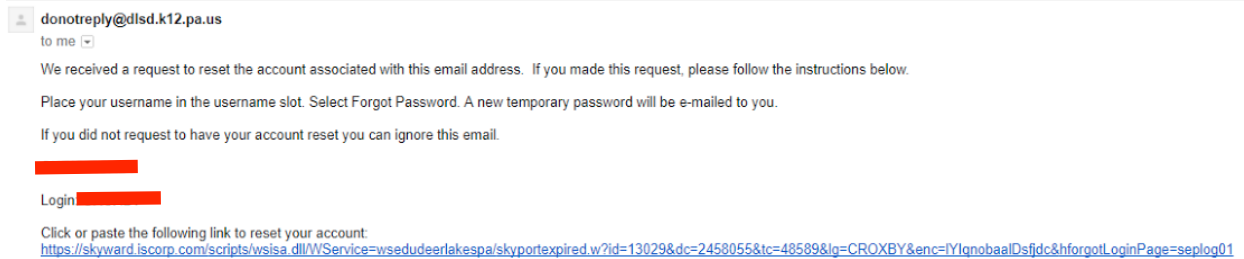 donotreply@dlsd.k12.pa.us
to me
We received a request to reset the account associated with this email address. If you made this request, please follow the instructions below.
Place your username in the username slot. Select Forgot Password. A new temporary password will be e-mailed to you.
If you did not request to have your account reset you can ignore this email.
Login:
Click or paste the following link to reset your account:
https://skyward.iscorp.com/scripts/wsisa.dll/WService=wsedudeerlakespa/skyportexpired.w?id=13029&dc=2458055&tc=48589&lg=CROXBY&enc=lYIqnobaalDsfjdc&hforgotLoginPage=seplog01